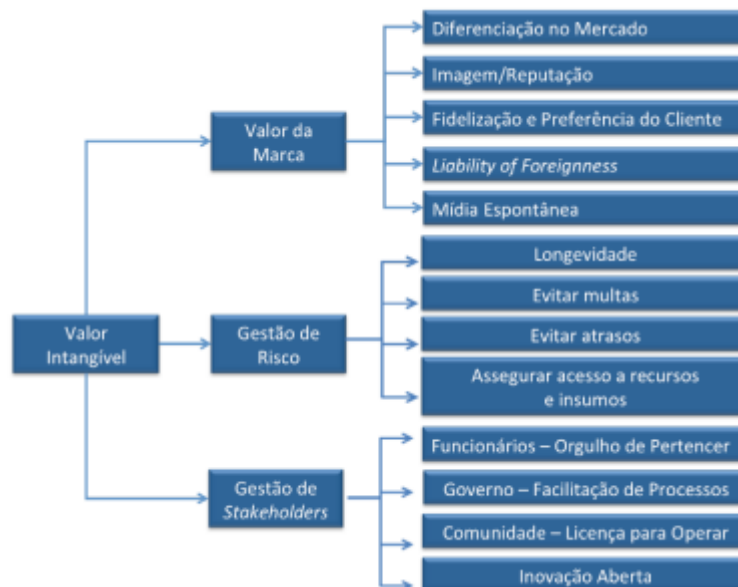 Diferenciação no Mercado
Imagem/Reputação
Valor da
Marca
Fidelização e Preferência do Cliente
Liability of Foreignness
Mídia Espontânea
Longevidade
Evitar multas
Valor
Intangível
Gestão de
Risco
Evitar atrasos
Assegurar acesso a recursos
e insumos
Funcionários – Orgulho de Pertencer
Gestão de
Stakeholders
Governo – Facilitação de Processos
Comunidade – Licença para Operar
Inovação Aberta